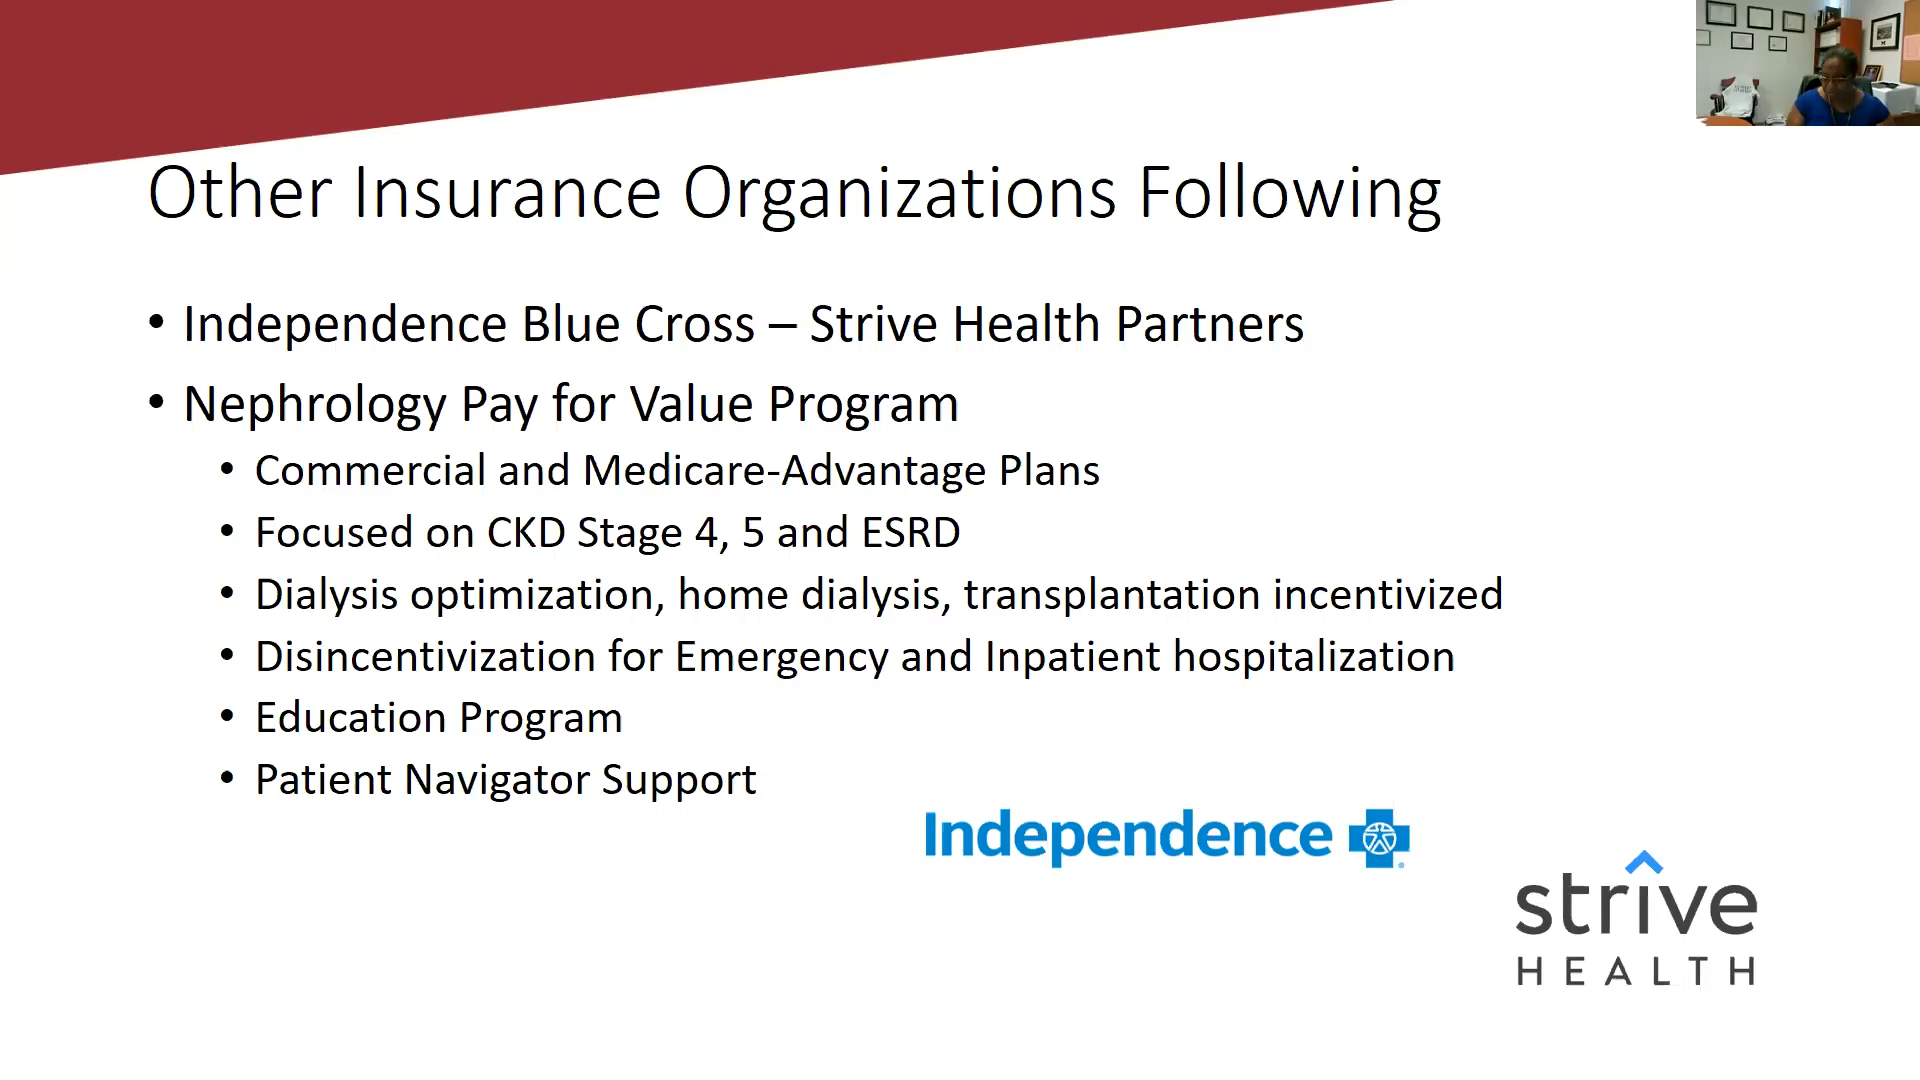 Other Insurance Organizations Following
• Independence Blue Cross – Strive Health Partners
• Nephrology Pay for Value Program
• Commercial and Medicare-Advantage Plans
• Focused on CKD Stage 4, 5 and ESRD
• Dialysis optimization, home dialysis, transplantation incentivized
• Disincentivization for Emergency and Inpatient hospitalization
• Education Program
• Patient Navigator Support
Independence
strive
HEALTH